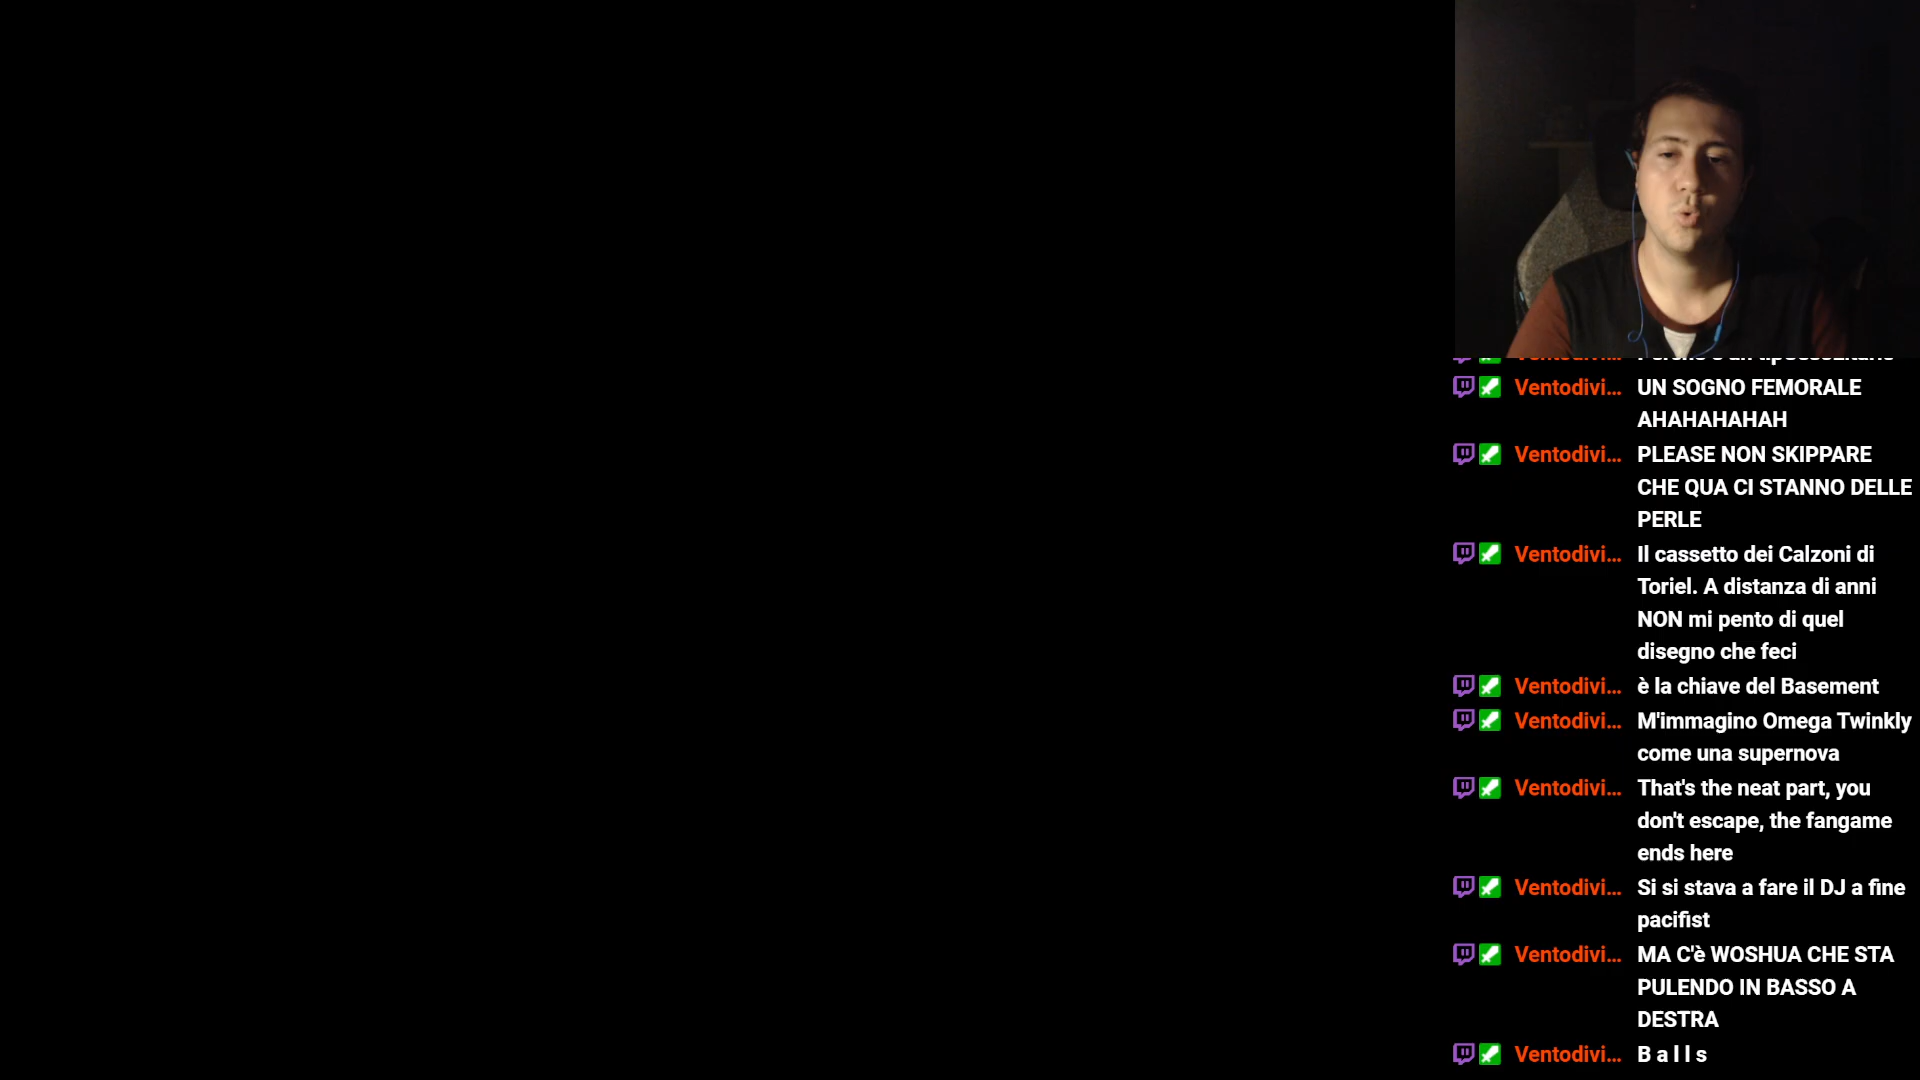 Ventodivi... UN SOGNO FEMORALE
AHAHAHAHAH
Ventodivi... PLEASE NON SKIPPARE
CHE QUA CI STANNO DELLE
PERLE
Ventodivi... Il cassetto dei Calzoni di
Toriel. A distanza di anni
NON mi pento di quel
disegno che feci
Ventodivi... è la chiave del Basement
Ventodivi... M'immagino Omega Twinkly
come una supernova
Ventodivi... That's the neat part, you
don't escape, the fangame
ends here
Ventodivi... Si si stava a fare il DJ a fine
pacifist
Ventodivi... MA C'è WOSHUA CHE STA
PULENDO IN BASSO A
DESTRA
Ventodivi... B a l l s